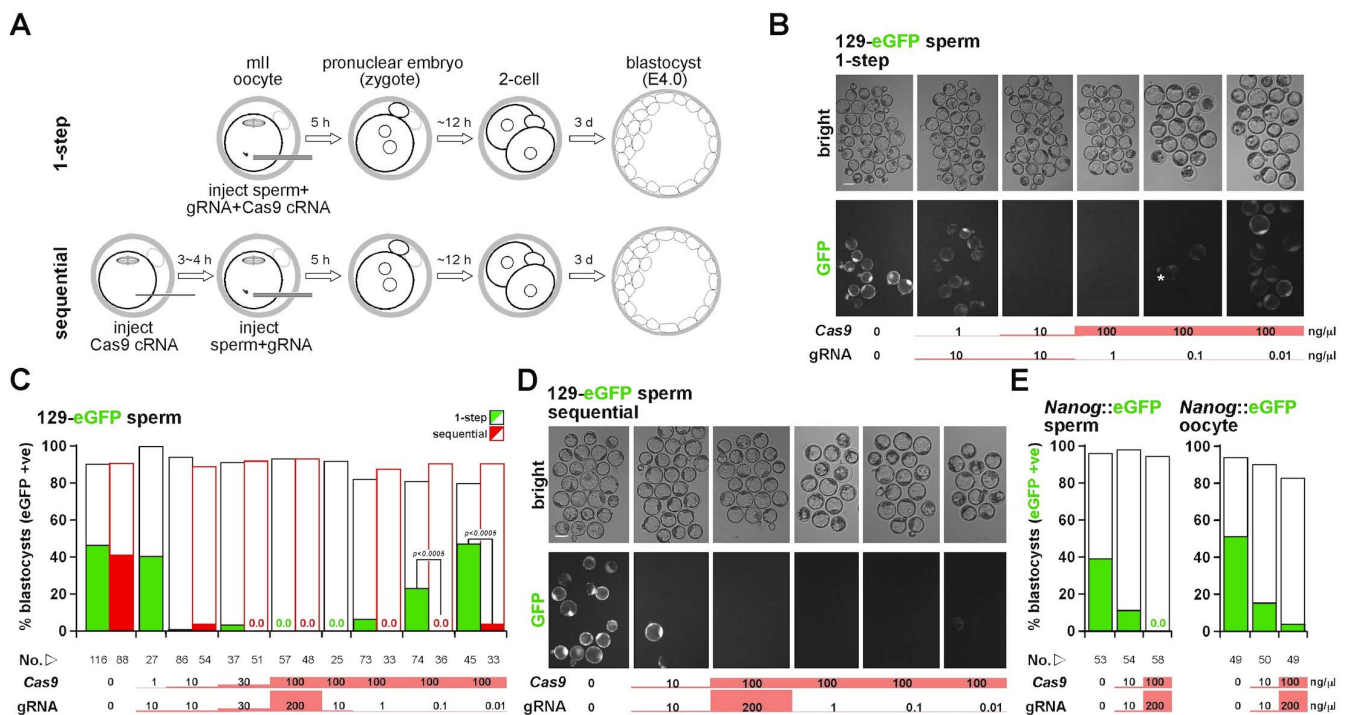 A
mII
oocyte
pronuclear embryo
(zygote)
2-cell
blastocyst
(E4.0)
1-step
5 h
~12 h
3 d
inject sperm+
gRNA+Cas9 cRNA
sequential
3~4 h
5 h
~12 h
3 d
inject
Cas9 cRNA
inject
sperm+gRNA
B
129-eGFP sperm
1-step
bright
GFP
*
Cas9 0 1 10 100 100 100 ng/µl
gRNA 0 10 10 1 0.1 0.01 ng/µl
C
129-eGFP sperm
1-step
sequential
% blastocysts (eGFP +ve)
100
80
60
40
20
0
p<0.0005
p<0.0005
0.0 0.0 0.0 0.0 0.0 0.0
No. 116 88 27 86 54 37 51 57 48 25 73 33 74 36 45 33
Cas9 0 1 10 30 100 100 100 100 100
gRNA 0 10 10 30 200 10 1 0.1 0.01
D
129-eGFP sperm
sequential
bright
GFP
Cas9 0 10 100 100 100 100
gRNA 0 10 200 1 0.1 0.01
E
Nanog::eGFP
sperm
Nanog::eGFP
oocyte
% blastocysts (eGFP +ve)
100
80
60
40
20
0
0.0
100
80
60
40
20
0
No. 53 54 58 49 50 49
Cas9 0 10 100 0 10 100 ng/µl
gRNA 0 10 200 0 10 200 ng/µl